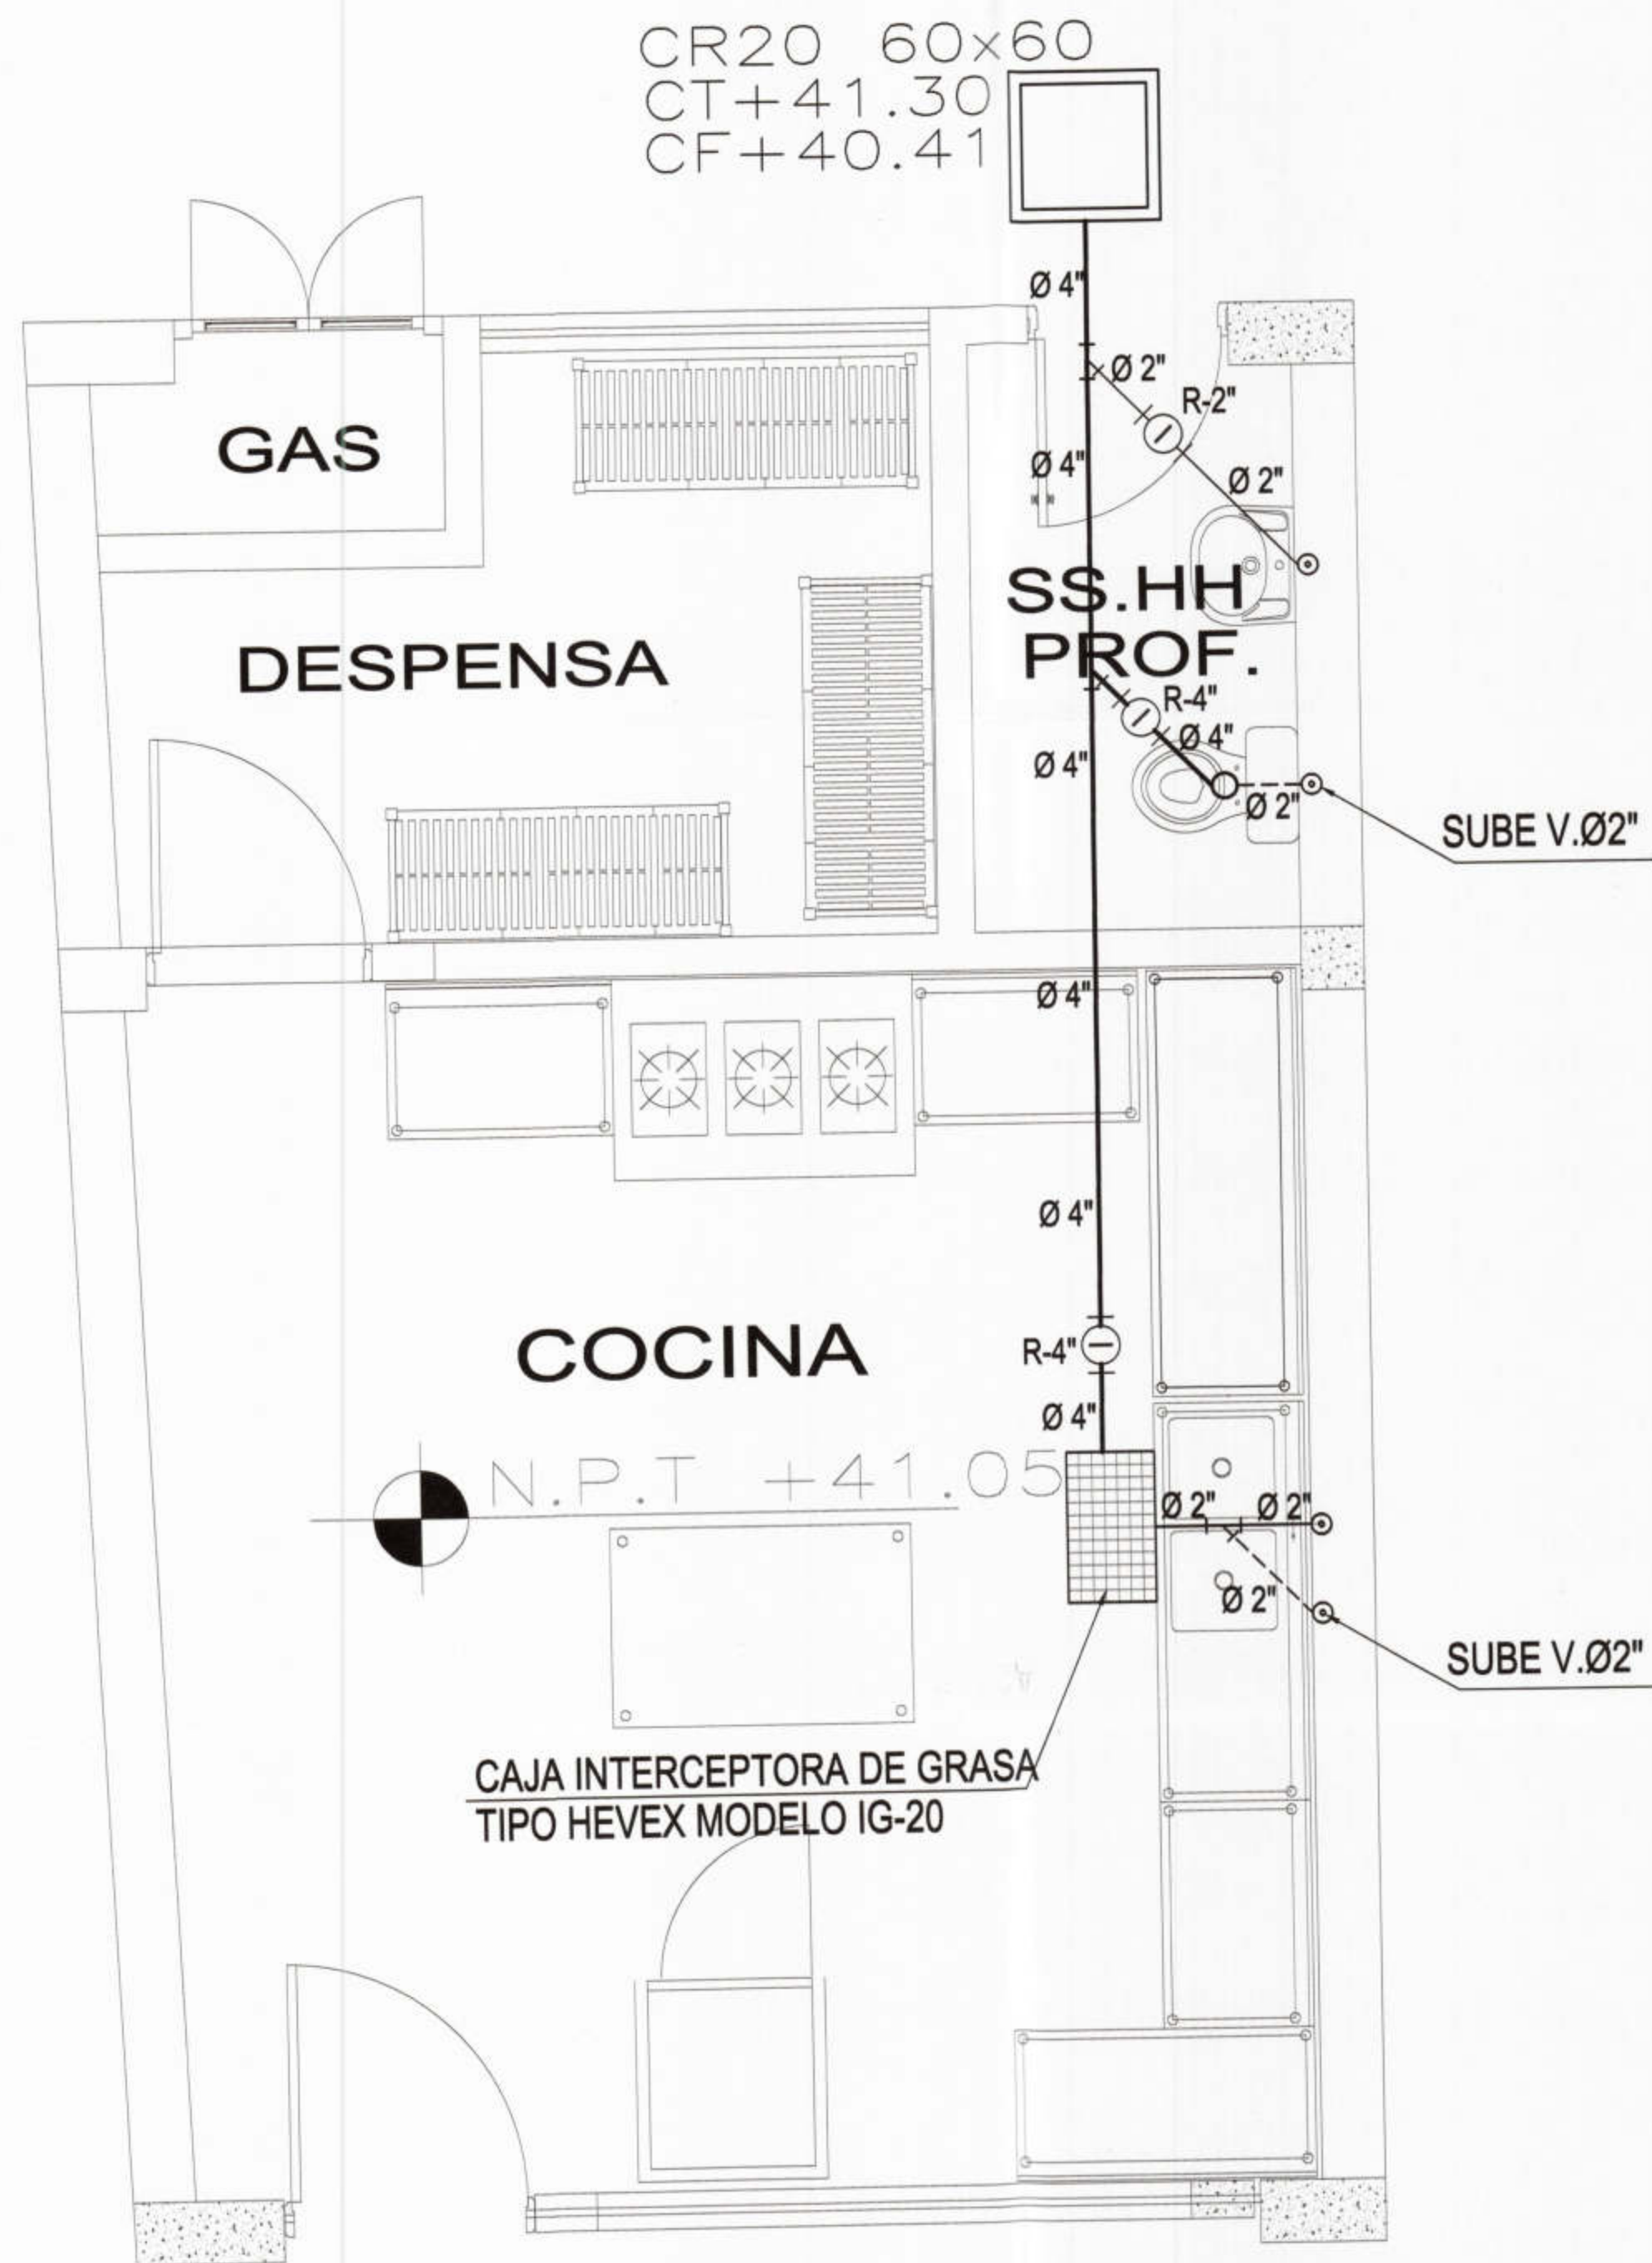 CR20 60x60
CT+41.30
CF+40.41
Ø 4"
Ø 2"
R-2"
GAS
Ø 4"
Ø 2"
SS.HH
PROF.
DESPENSA
R-4"
Ø 4"
Ø 4"
Ø 2"
SUBE V.Ø2"
Ø 4"
Ø 4"
COCINA
R-4"
Ø 4"
N.P.T +41.05
Ø 2"
Ø 2"
Ø 2"
SUBE V.Ø2"
CAJA INTERCEPTORA DE GRASA
TIPO HEVEX MODELO IG-20